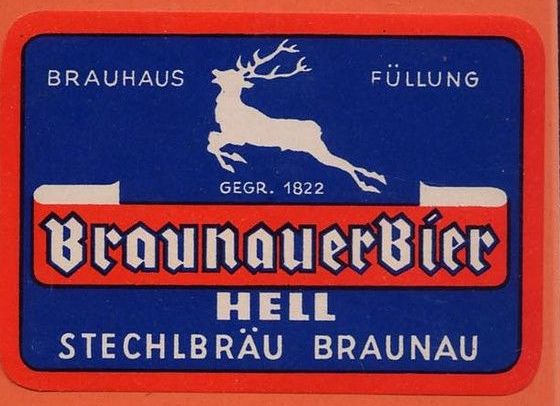 BRAUHAUS FÜLLUNG
GEGR. 1822
BraunauerBier
HELL
STECHLBRÄU BRAUNAU